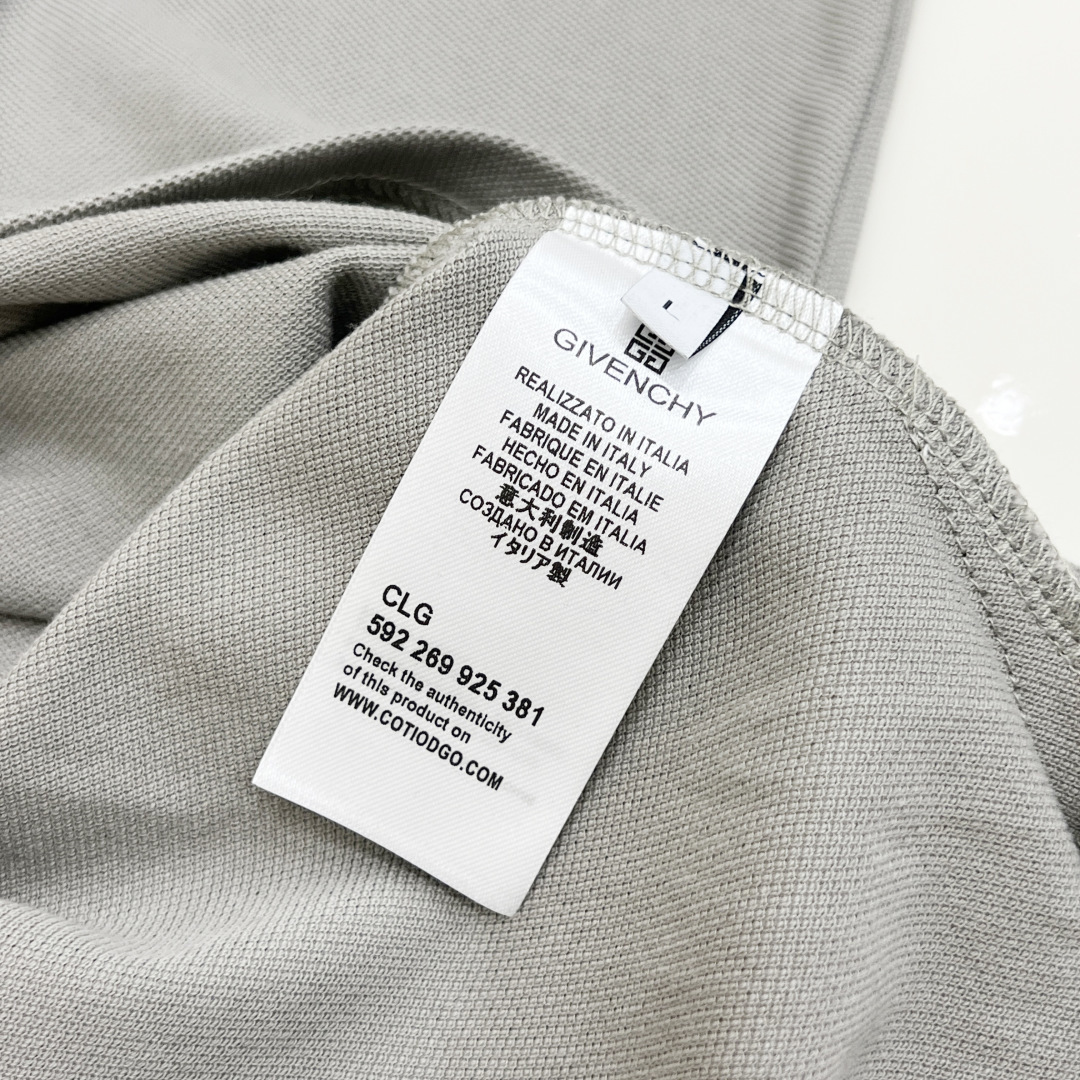 L
GIVENCHY
REALIZZATO IN ITALIA
MADE IN ITALY
FABRIQUE EN ITALIE
HECHO EN ITALIA
FABRICADO EM ITALIA
意大利創造
СОЗДАНО В ИТАЛИИ
イタリア製
CLG
592 269 925 381
Check the authenticity
of this product on
WWW.COTIODGO.COM